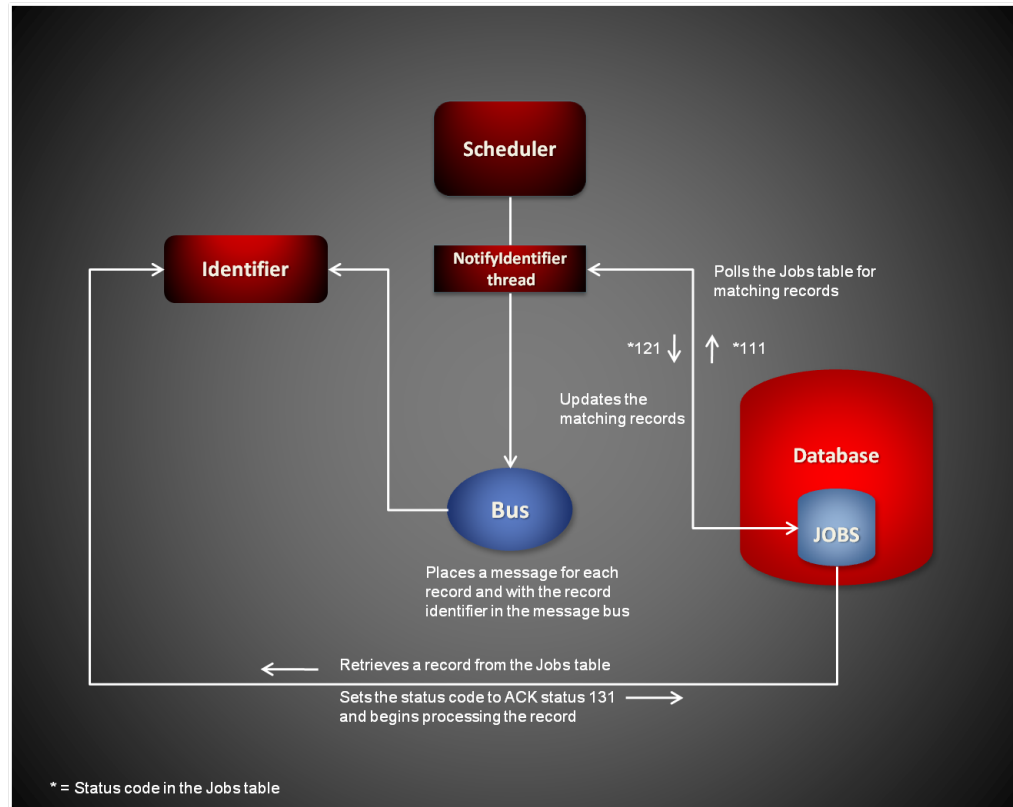 Scheduler
NotifyIdentifier
thread
Identifier
Polls the Jobs table for
matching records
*121
*111
Updates the
matching records
Database
JOBS
Bus
Places a message for each
record and with the record
identifier in the message bus
Retrieves a record from the Jobs table
Sets the status code to ACK status 131
and begins processing the record
* = Status code in the Jobs table